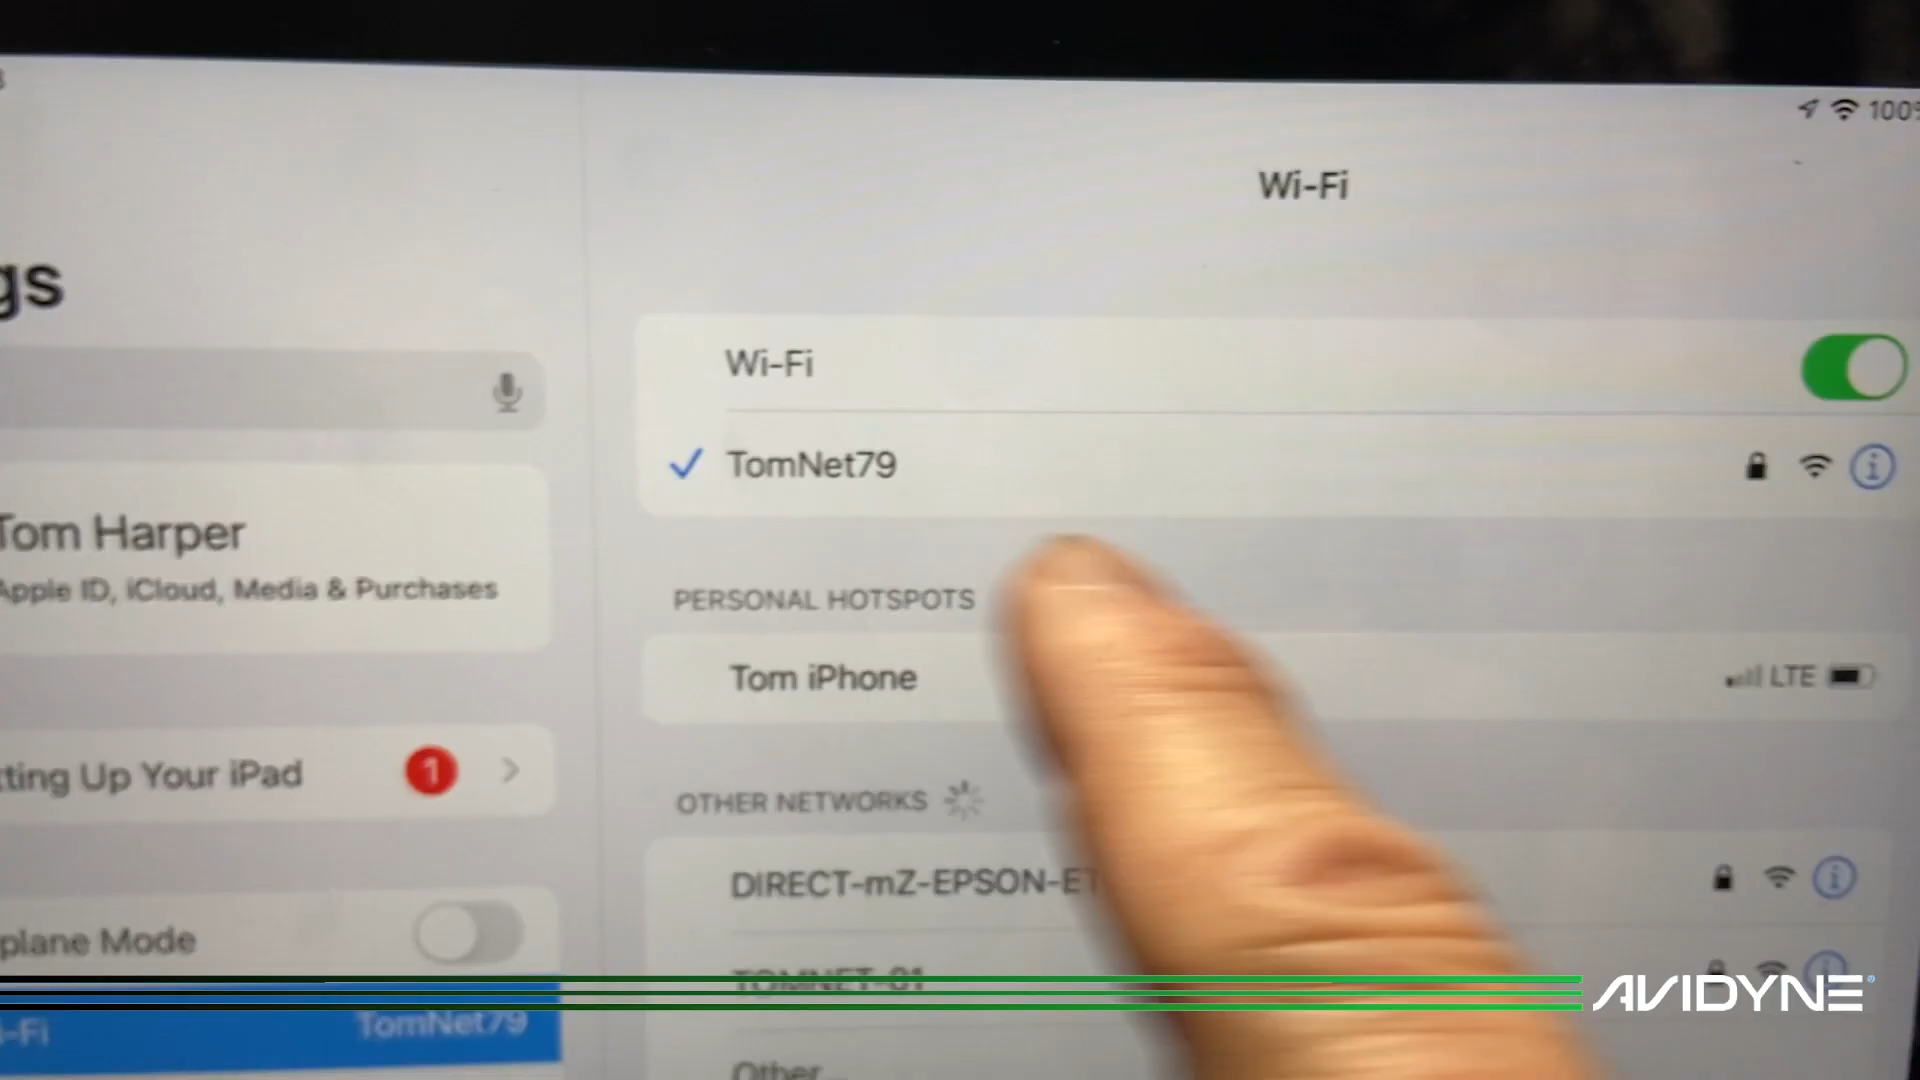 100%
Wi-Fi
gs
Wi-Fi
TomNet79
Tom Harper
Apple ID, iCloud, Media & Purchases
PERSONAL HOTSPOTS
Tom iPhone
LTE
tting Up Your iPad
1
OTHER NETWORKS
DIRECT-mZ-EPSON-ET
plane Mode
TOMNET-01
AVIDYNE
i-Fi
TomNet79
Other...